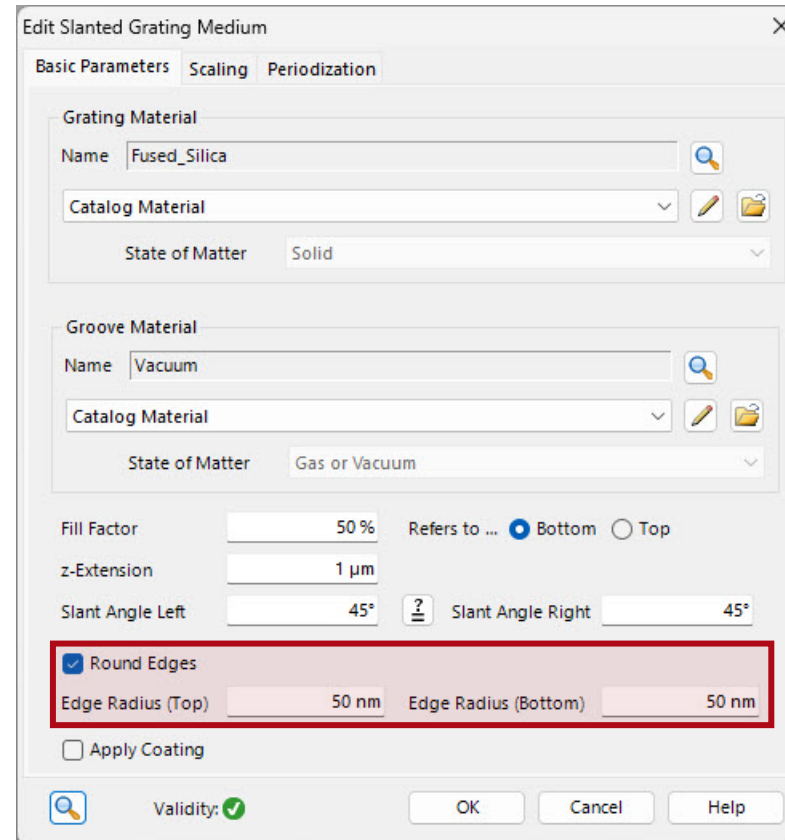 Edit Slanted Grating Medium
Basic Parameters Scaling Periodization
Grating Material
Name Fused_Silica
Catalog Material
State of Matter Solid
Groove Material
Name Vacuum
Catalog Material
State of Matter Gas or Vacuum
Fill Factor 50 % Refers to ... Bottom Top
z-Extension 1 µm
Slant Angle Left 45° ? = Slant Angle Right 45°
Round Edges
Edge Radius (Top) 50 nm Edge Radius (Bottom) 50 nm
Apply Coating
Validity: OK Cancel Help